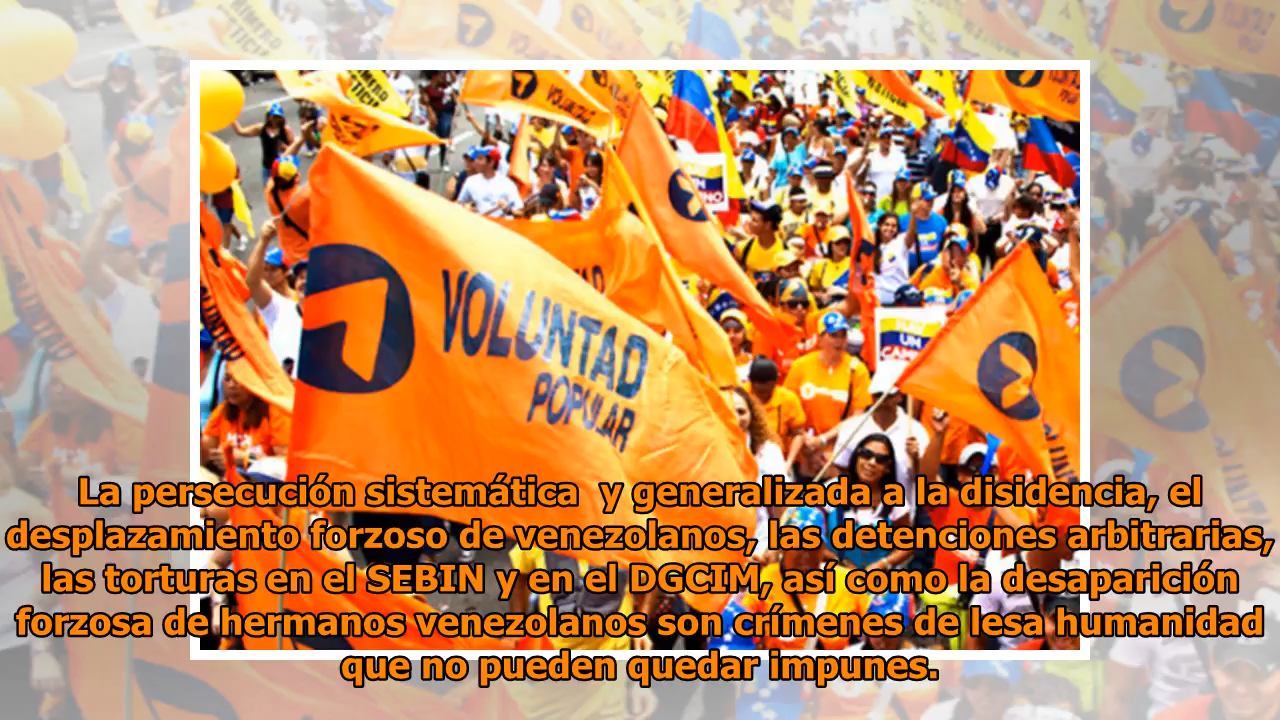 VOLUNTAD
POPULAR
UN
La persecución sistemática  y generalizada a la disidencia, el
desplazamiento forzoso de venezolanos, las detenciones arbitrarias,
las torturas en el SEBIN y en el DGCIM, así como la desaparición
forzosa de hermanos venezolanos son crímenes de lesa humanidad
que no pueden quedar impunes.